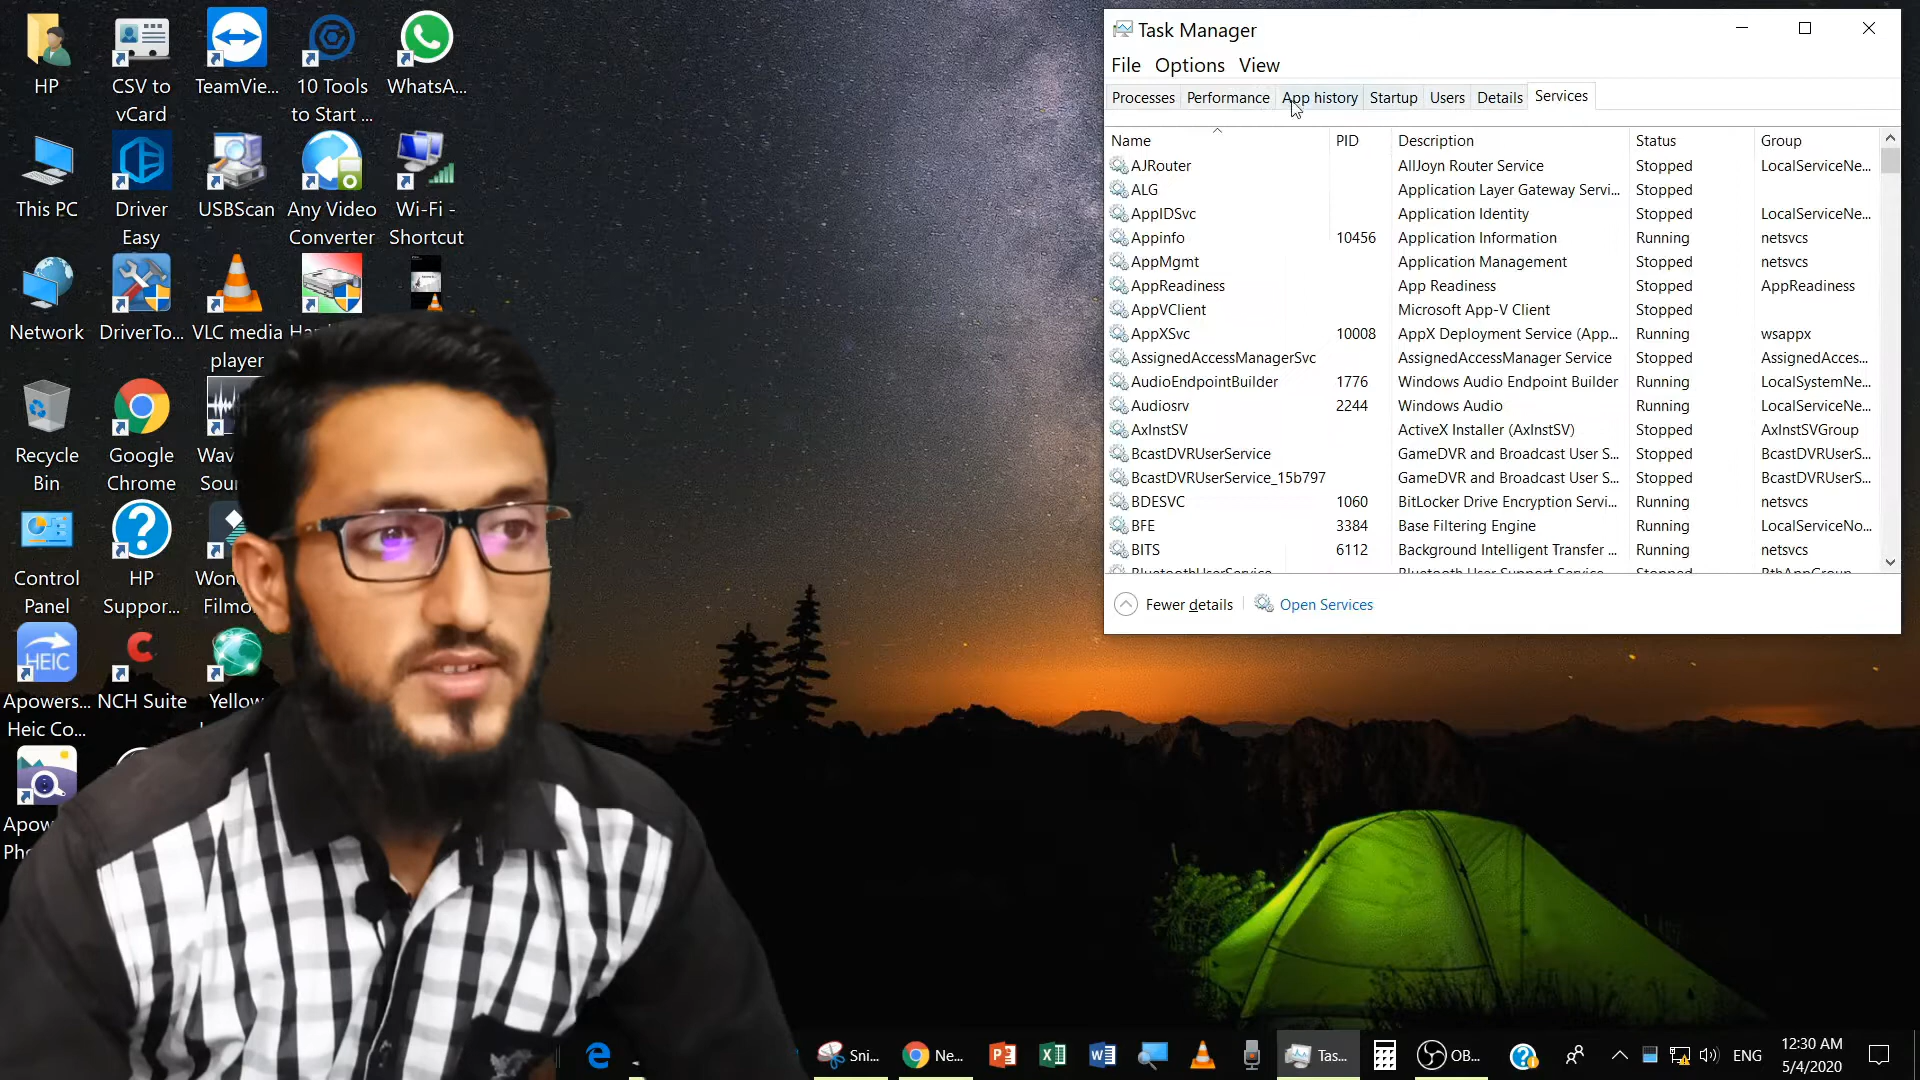 HP
CSV to
vCard
TeamVie...
10 Tools
to Start ...
WhatsA...
This PC
Driver
Easy
USBScan
Any Video
Converter
Wi-Fi -
Shortcut
Network
DriverTo...
VLC media
player
Recycle
Bin
Google
Chrome
Control
Panel
HP
Suppor...
HEIC
Apowers...
Heic Co...
NCH Suite
Yellow
Task Manager
File Options View
Processes Performance App history Startup Users Details Services
Name PID Description Status Group
AJRouter AllJoyn Router Service Stopped LocalServiceNe...
ALG Application Layer Gateway Servi... Stopped
AppIDSvc Application Identity Stopped LocalServiceNe...
Appinfo 10456 Application Information Running netsvcs
AppMgmt Application Management Stopped netsvcs
AppReadiness App Readiness Stopped AppReadiness
AppVClient Microsoft App-V Client Stopped
AppXSvc 10008 AppX Deployment Service (App... Running wsappx
AssignedAccessManagerSvc AssignedAccessManager Service Stopped AssignedAcces...
AudioEndpointBuilder 1776 Windows Audio Endpoint Builder Running LocalSystemNe...
Audiosrv 2244 Windows Audio Running LocalServiceNe...
AxInstSV ActiveX Installer (AxInstSV) Stopped AxInstSVGroup
BcastDVRUserService GameDVR and Broadcast User S... Stopped BcastDVRUserS...
BcastDVRUserService_15b797 GameDVR and Broadcast User S... Stopped BcastDVRUserS...
BDESVC 1060 BitLocker Drive Encryption Servi... Running netsvcs
BFE 3384 Base Filtering Engine Running LocalServiceNo...
BITS 6112 Background Intelligent Transfer ... Running netsvcs
BluetoothUserService Bluetooth User Support Service Stopped BthAppGroup
Fewer details Open Services
Sni... Ne... Tas... OB... ENG
12:30 AM
5/4/2020